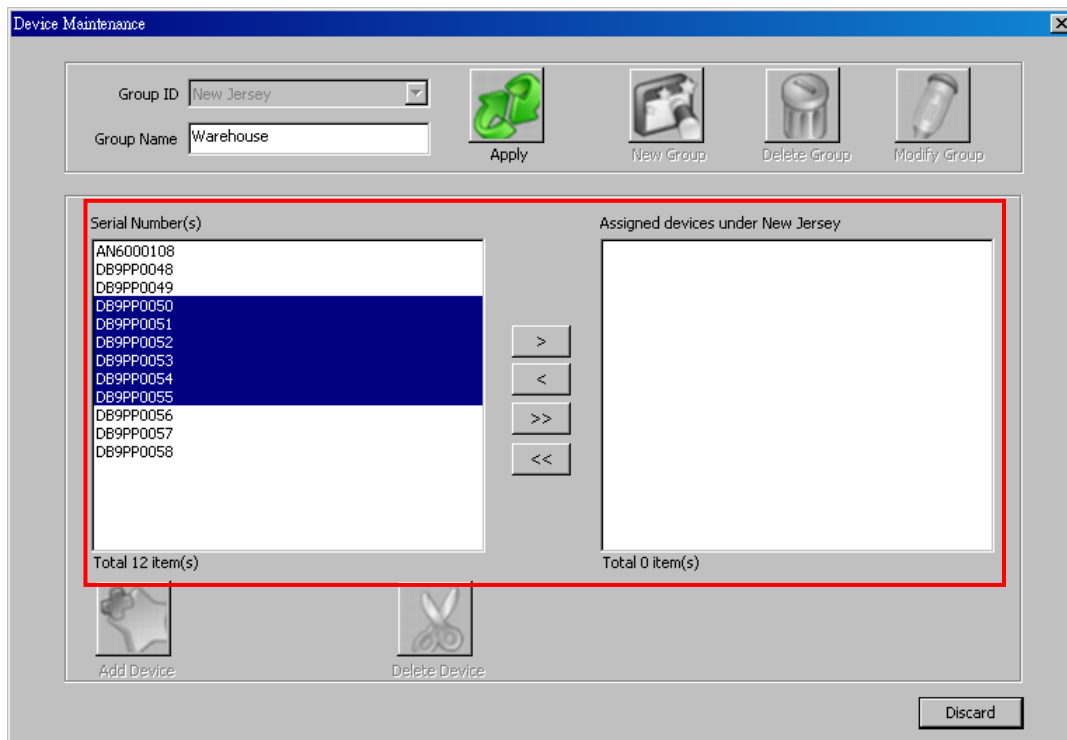 Device Maintenance
Group ID New Jersey
Group Name Warehouse
Apply
New Group
Delete Group
Modify Group
Serial Number(s)
AN6000108
DB9PP0048
DB9PP0049
DB9PP0050
DB9PP0051
DB9PP0052
DB9PP0053
DB9PP0054
DB9PP0055
DB9PP0056
DB9PP0057
DB9PP0058
Total 12 item(s)
>
<
>>
<<
Assigned devices under New Jersey
Total 0 item(s)
Add Device
Delete Device
Discard